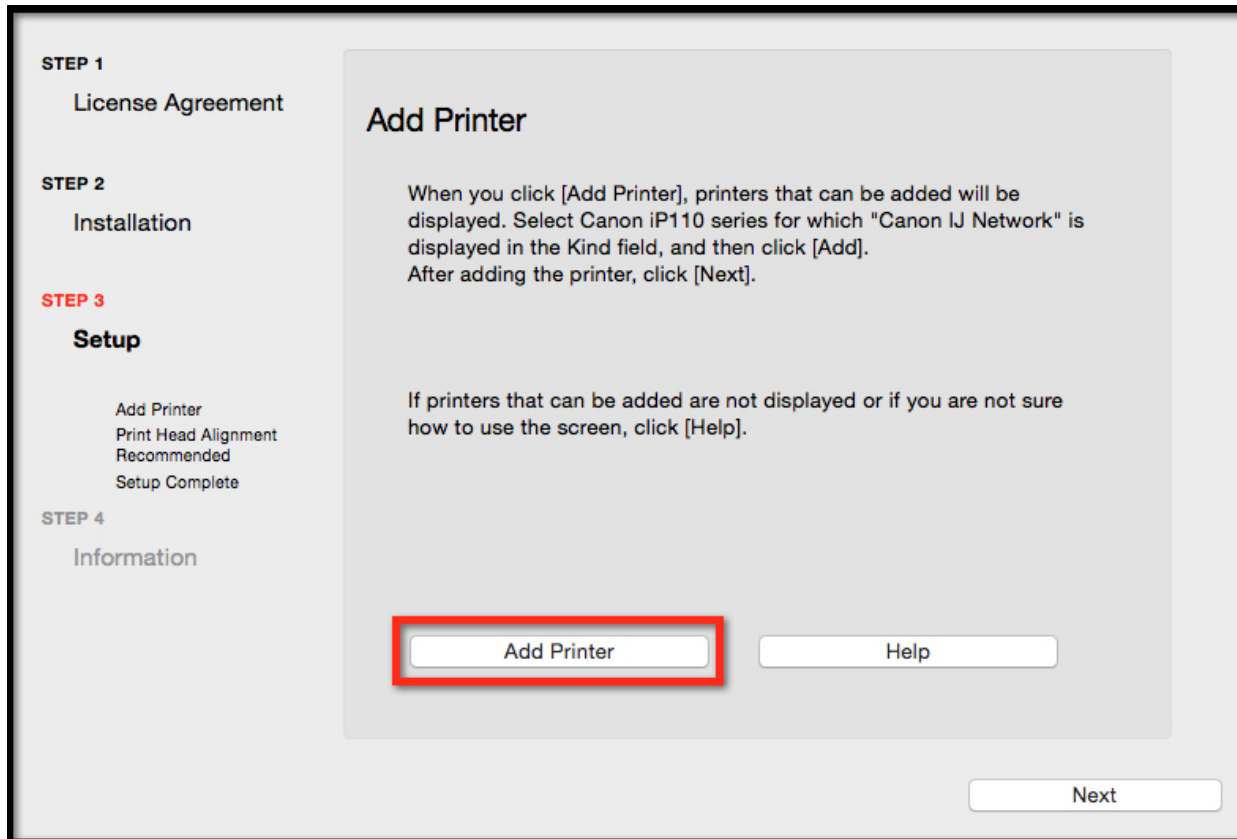 STEP 1
License Agreement
STEP 2
Installation
STEP 3
Setup
Add Printer
Print Head Alignment
Recommended
Setup Complete
STEP 4
Information
Add Printer
When you click [Add Printer], printers that can be added will be
displayed. Select Canon iP110 series for which "Canon IJ Network" is
displayed in the Kind field, and then click [Add].
After adding the printer, click [Next].
If printers that can be added are not displayed or if you are not sure
how to use the screen, click [Help].
Add Printer
Help
Next